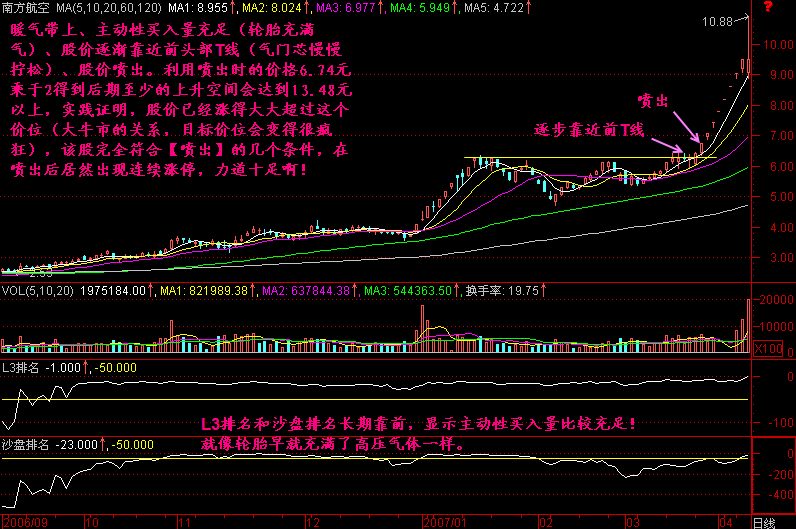 南方航空 MA(5,10,20,60,120) MA1: 8.955↑, MA2: 8.024↑, MA3: 6.977↑, MA4: 5.949↑, MA5: 4.722↑
?
暖气带上、主动性买入量充足（轮胎充满
气）、股价逐渐靠近前头部T线（气门芯慢慢
拧松）、股价喷出。利用喷出时的价格6.74元
乘于2得到后期至少的上升空间会达到13.48元
以上，实践证明，股价已经涨得大大超过这个
价位（大牛市的关系，目标价位会变得很疯
狂），该股完全符合【喷出】的几个条件，在
喷出后居然出现连续涨停，力道十足啊！
10.88
喷出
逐步靠近前T线
10.00
9.00
8.00
7.00
6.00
5.00
4.00
3.00
2.53
VOL(5,10,20) 1975184.00↑, MA1: 821989.38↑, MA2: 637844.38↑, MA3: 544363.50↑, 换手率: 19.75↑
20000
10000
X100
L3排名 -1.000↑, -50.000
0
-100
L3排名和沙盘排名长期靠前，显示主动性买入量比较充足！
就像轮胎早就充满了高压气体一样。
沙盘排名 -23.000↑, -50.000
0
-200
-400
2006/09 10 11 12 2007/01 02 03 04 日线